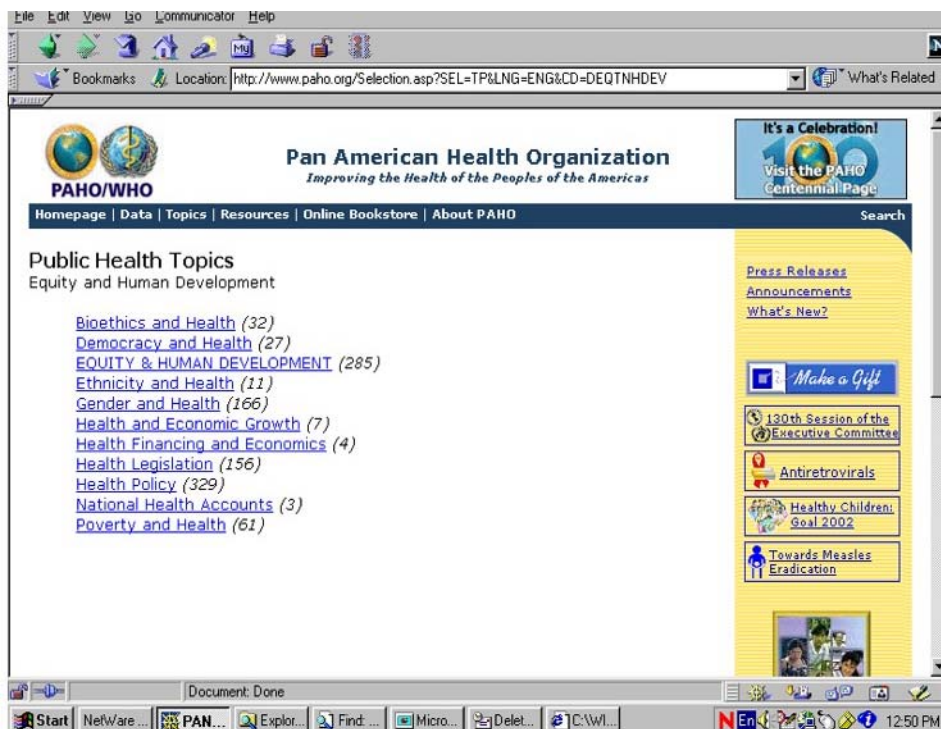 File Edit View Go Communicator Help
My
Bookmarks Location: http://www.paho.org/Selection.asp?SEL=TP&LNG=ENG&CD=DEQTNHDEV What's Related
PAHO/WHO
Pan American Health Organization
Improving the Health of the Peoples of the Americas
It's a Celebration!
100
Visit the PAHO
Centennial Page
Homepage | Data | Topics | Resources | Online Bookstore | About PAHO Search
Public Health Topics
Equity and Human Development
Bioethics and Health (32)
Democracy and Health (27)
EQUITY & HUMAN DEVELOPMENT (285)
Ethnicity and Health (11)
Gender and Health (166)
Health and Economic Growth (7)
Health Financing and Economics (4)
Health Legislation (156)
Health Policy (329)
National Health Accounts (3)
Poverty and Health (61)
Press Releases
Announcements
What's New?
Make a Gift
130th Session of the
Executive Committee
Antiretrovirals
Healthy Children:
Goal 2002
Towards Measles
Eradication
Document: Done
Start NetWare ... PAN... Explor... Find: ... Micro... Delet... C:\WI... N En 12:50 PM